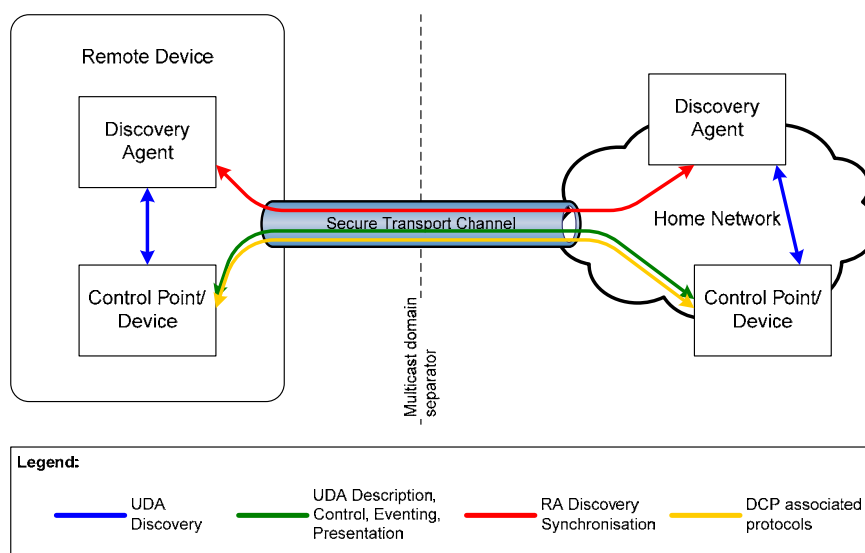 Remote Device
Discovery
Agent
Discovery
Agent
Secure Transport Channel
Home Network
Control Point/
Device
Control Point/
Device
Multicast domain
separator
Legend:
UDA
Discovery
UDA Description,
Control, Eventing,
Presentation
RA Discovery
Synchronisation
DCP associated
protocols